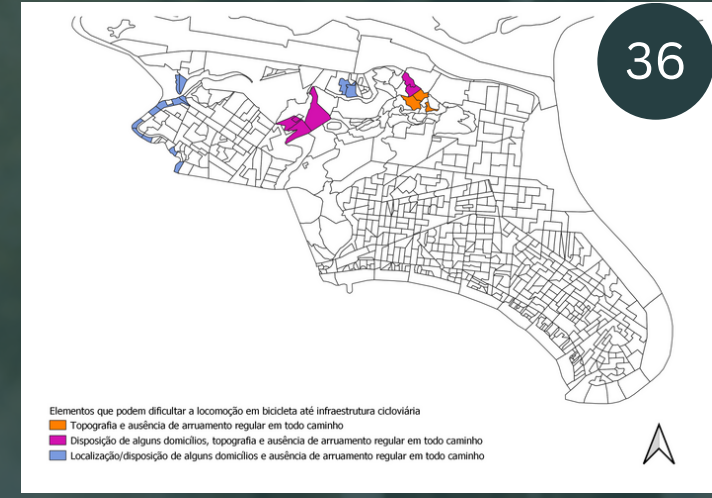 36
Elementos que podem dificultar a locomoção em bicicleta até infraestrutura cicloviária
Topografia e ausência de arruamento regular em todo caminho
Disposição de alguns domicílios, topografia e ausência de arruamento regular em todo caminho
Localização/disposição de alguns domicílios e ausência de arruamento regular em todo caminho